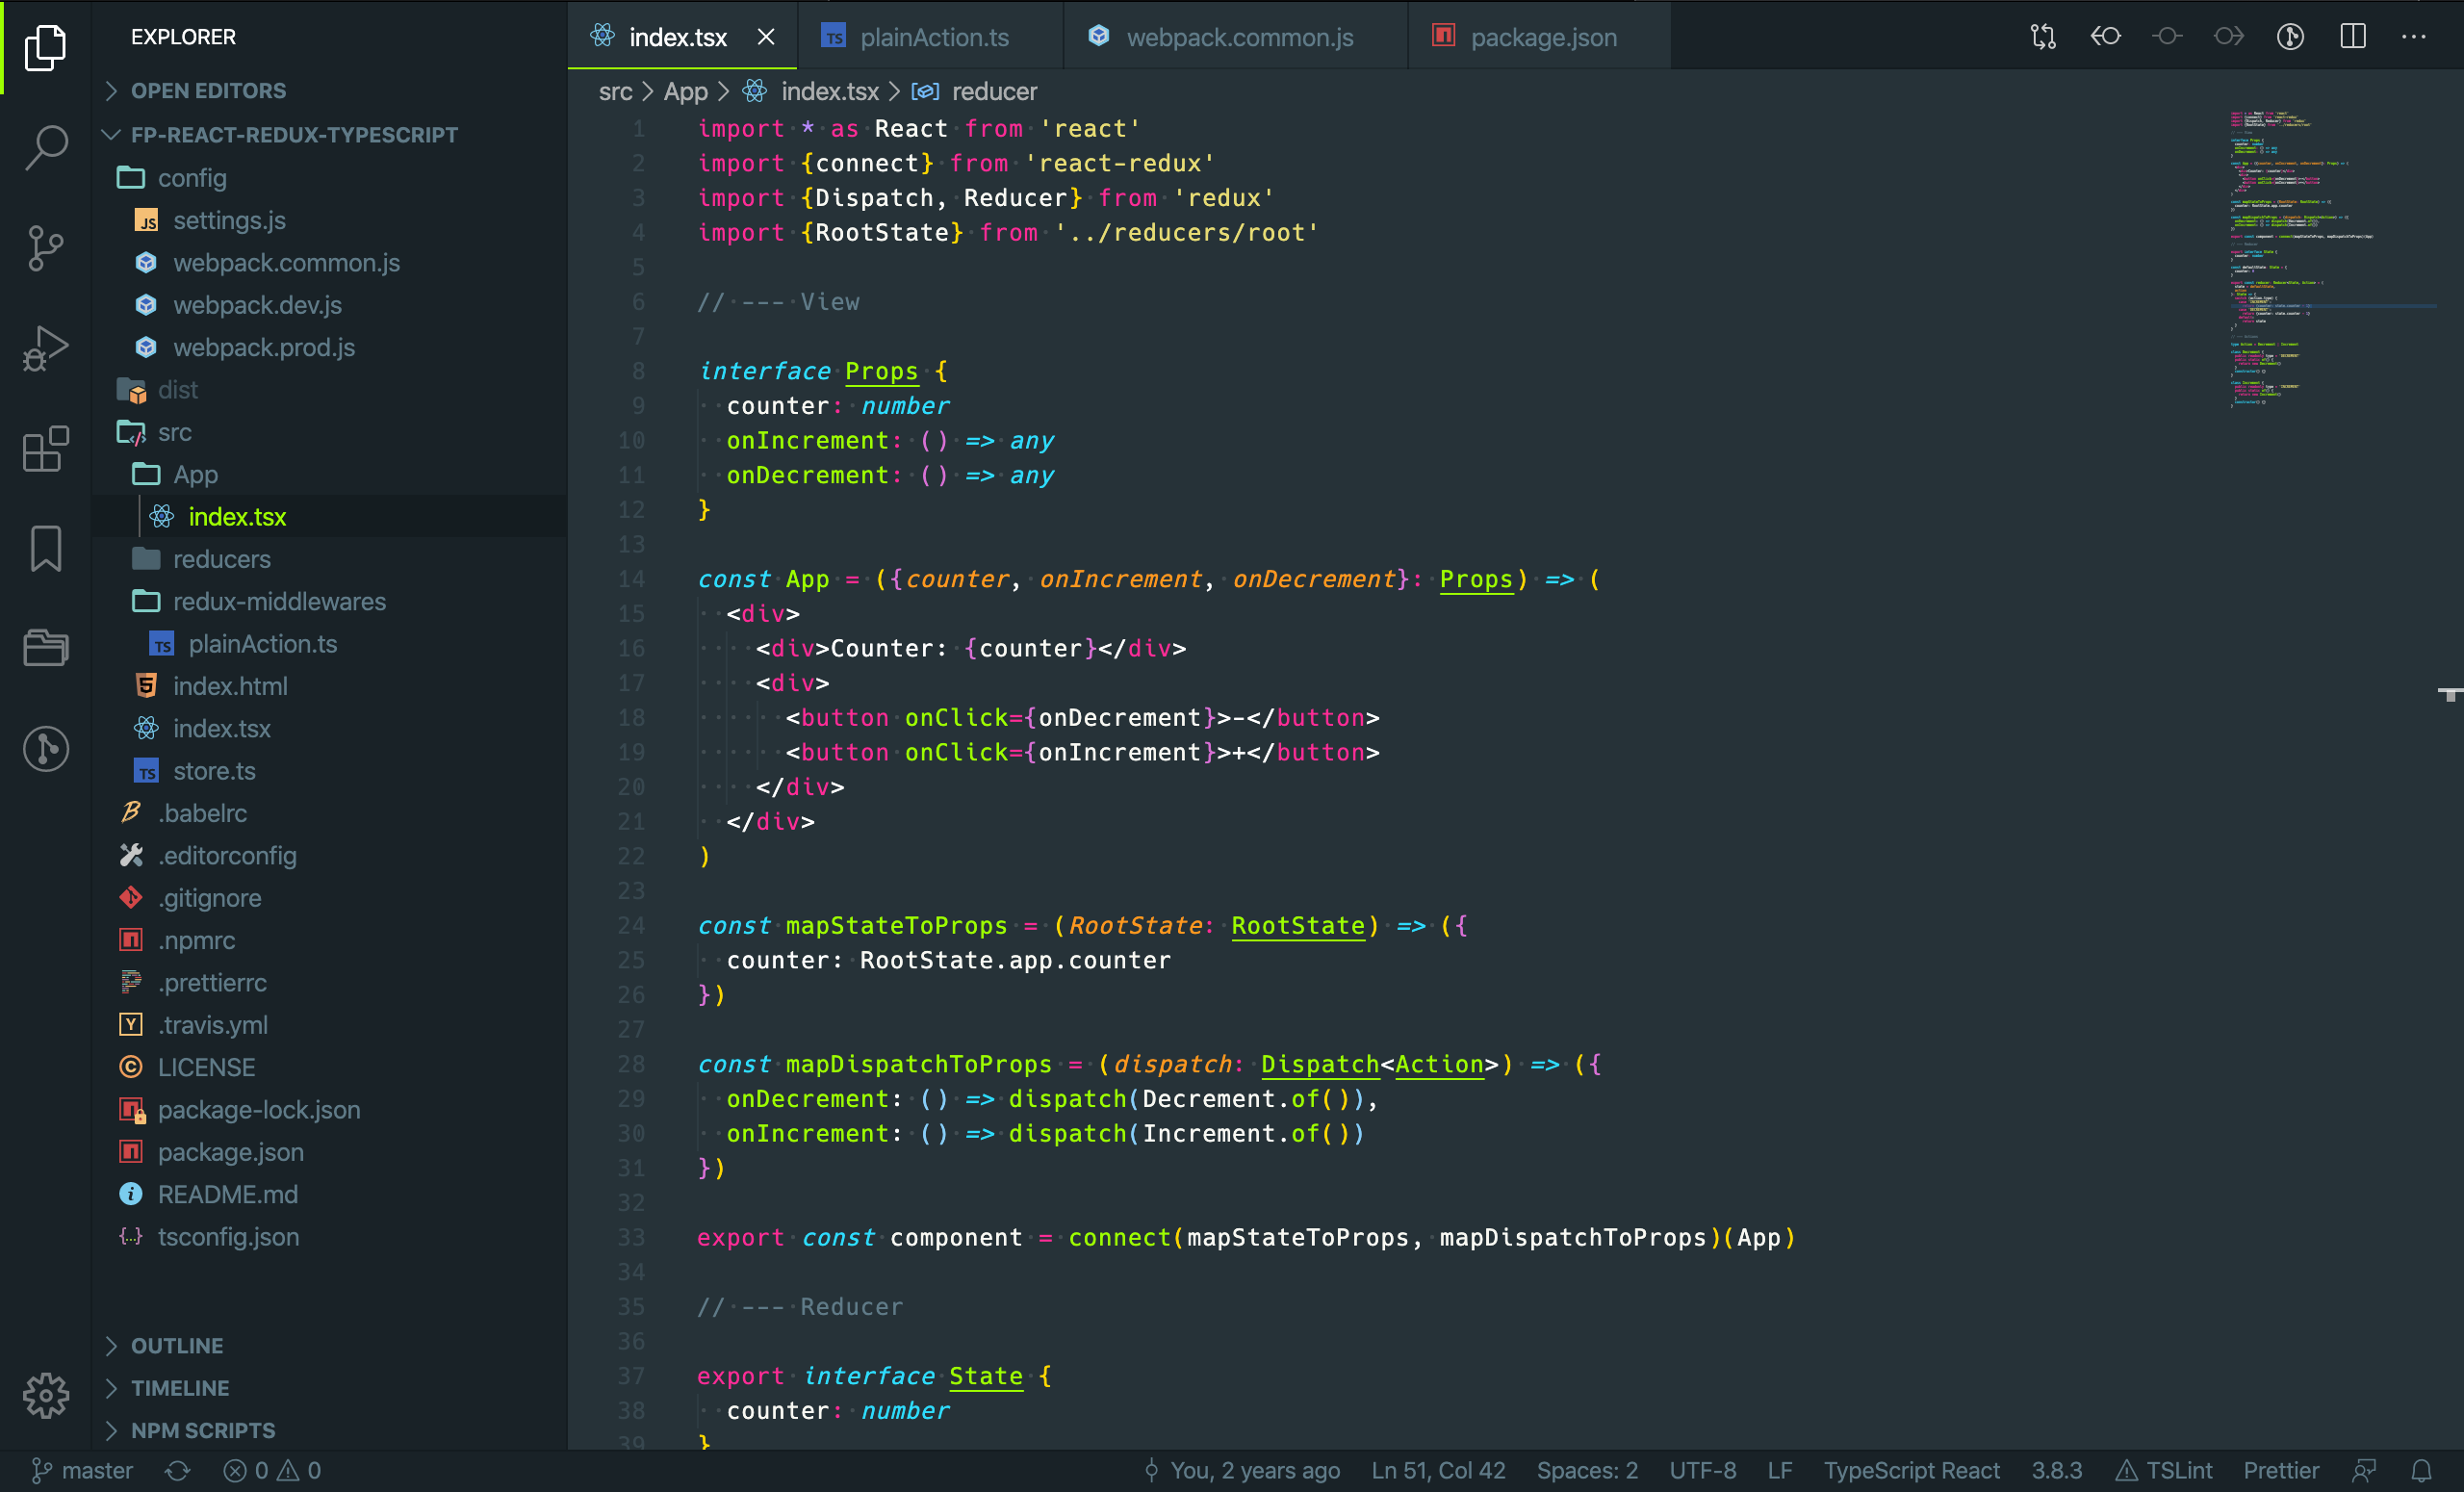 EXPLORER
OPEN EDITORS
FP-REACT-REDUX-TYPESCRIPT
config
settings.js
webpack.common.js
webpack.dev.js
webpack.prod.js
dist
src
App
index.tsx
reducers
redux-middlewares
plainAction.ts
index.html
index.tsx
store.ts
.babelrc
.editorconfig
.gitignore
.npmrc
.prettierrc
.travis.yml
LICENSE
package-lock.json
package.json
README.md
tsconfig.json
OUTLINE
TIMELINE
NPM SCRIPTS
index.tsx plainAction.ts webpack.common.js package.json
src > App > index.tsx > reducer
1 import * as React from 'react'
2 import {connect} from 'react-redux'
3 import {Dispatch, Reducer} from 'redux'
4 import {RootState} from '../reducers/root'
5
6 // --- View
7
8 interface Props {
9 counter: number
10 onIncrement: () => any
11 onDecrement: () => any
12 }
13
14 const App = ({counter, onIncrement, onDecrement}: Props) => (
15 <div>
16 <div>Counter: {counter}</div>
17 <div>
18 <button onClick={onDecrement}>-</button>
19 <button onClick={onIncrement}>+</button>
20 </div>
21 </div>
22 )
23
24 const mapStateToProps = (RootState: RootState) => ({
25 counter: RootState.app.counter
26 })
27
28 const mapDispatchToProps = (dispatch: Dispatch<Action>) => ({
29 onDecrement: () => dispatch(Decrement.of()),
30 onIncrement: () => dispatch(Increment.of())
31 })
32
33 export const component = connect(mapStateToProps, mapDispatchToProps)(App)
34
35 // --- Reducer
36
37 export interface State {
38 counter: number
39 }
master 0 0 You, 2 years ago Ln 51, Col 42 Spaces: 2 UTF-8 LF TypeScript React 3.8.3 TSLint Prettier